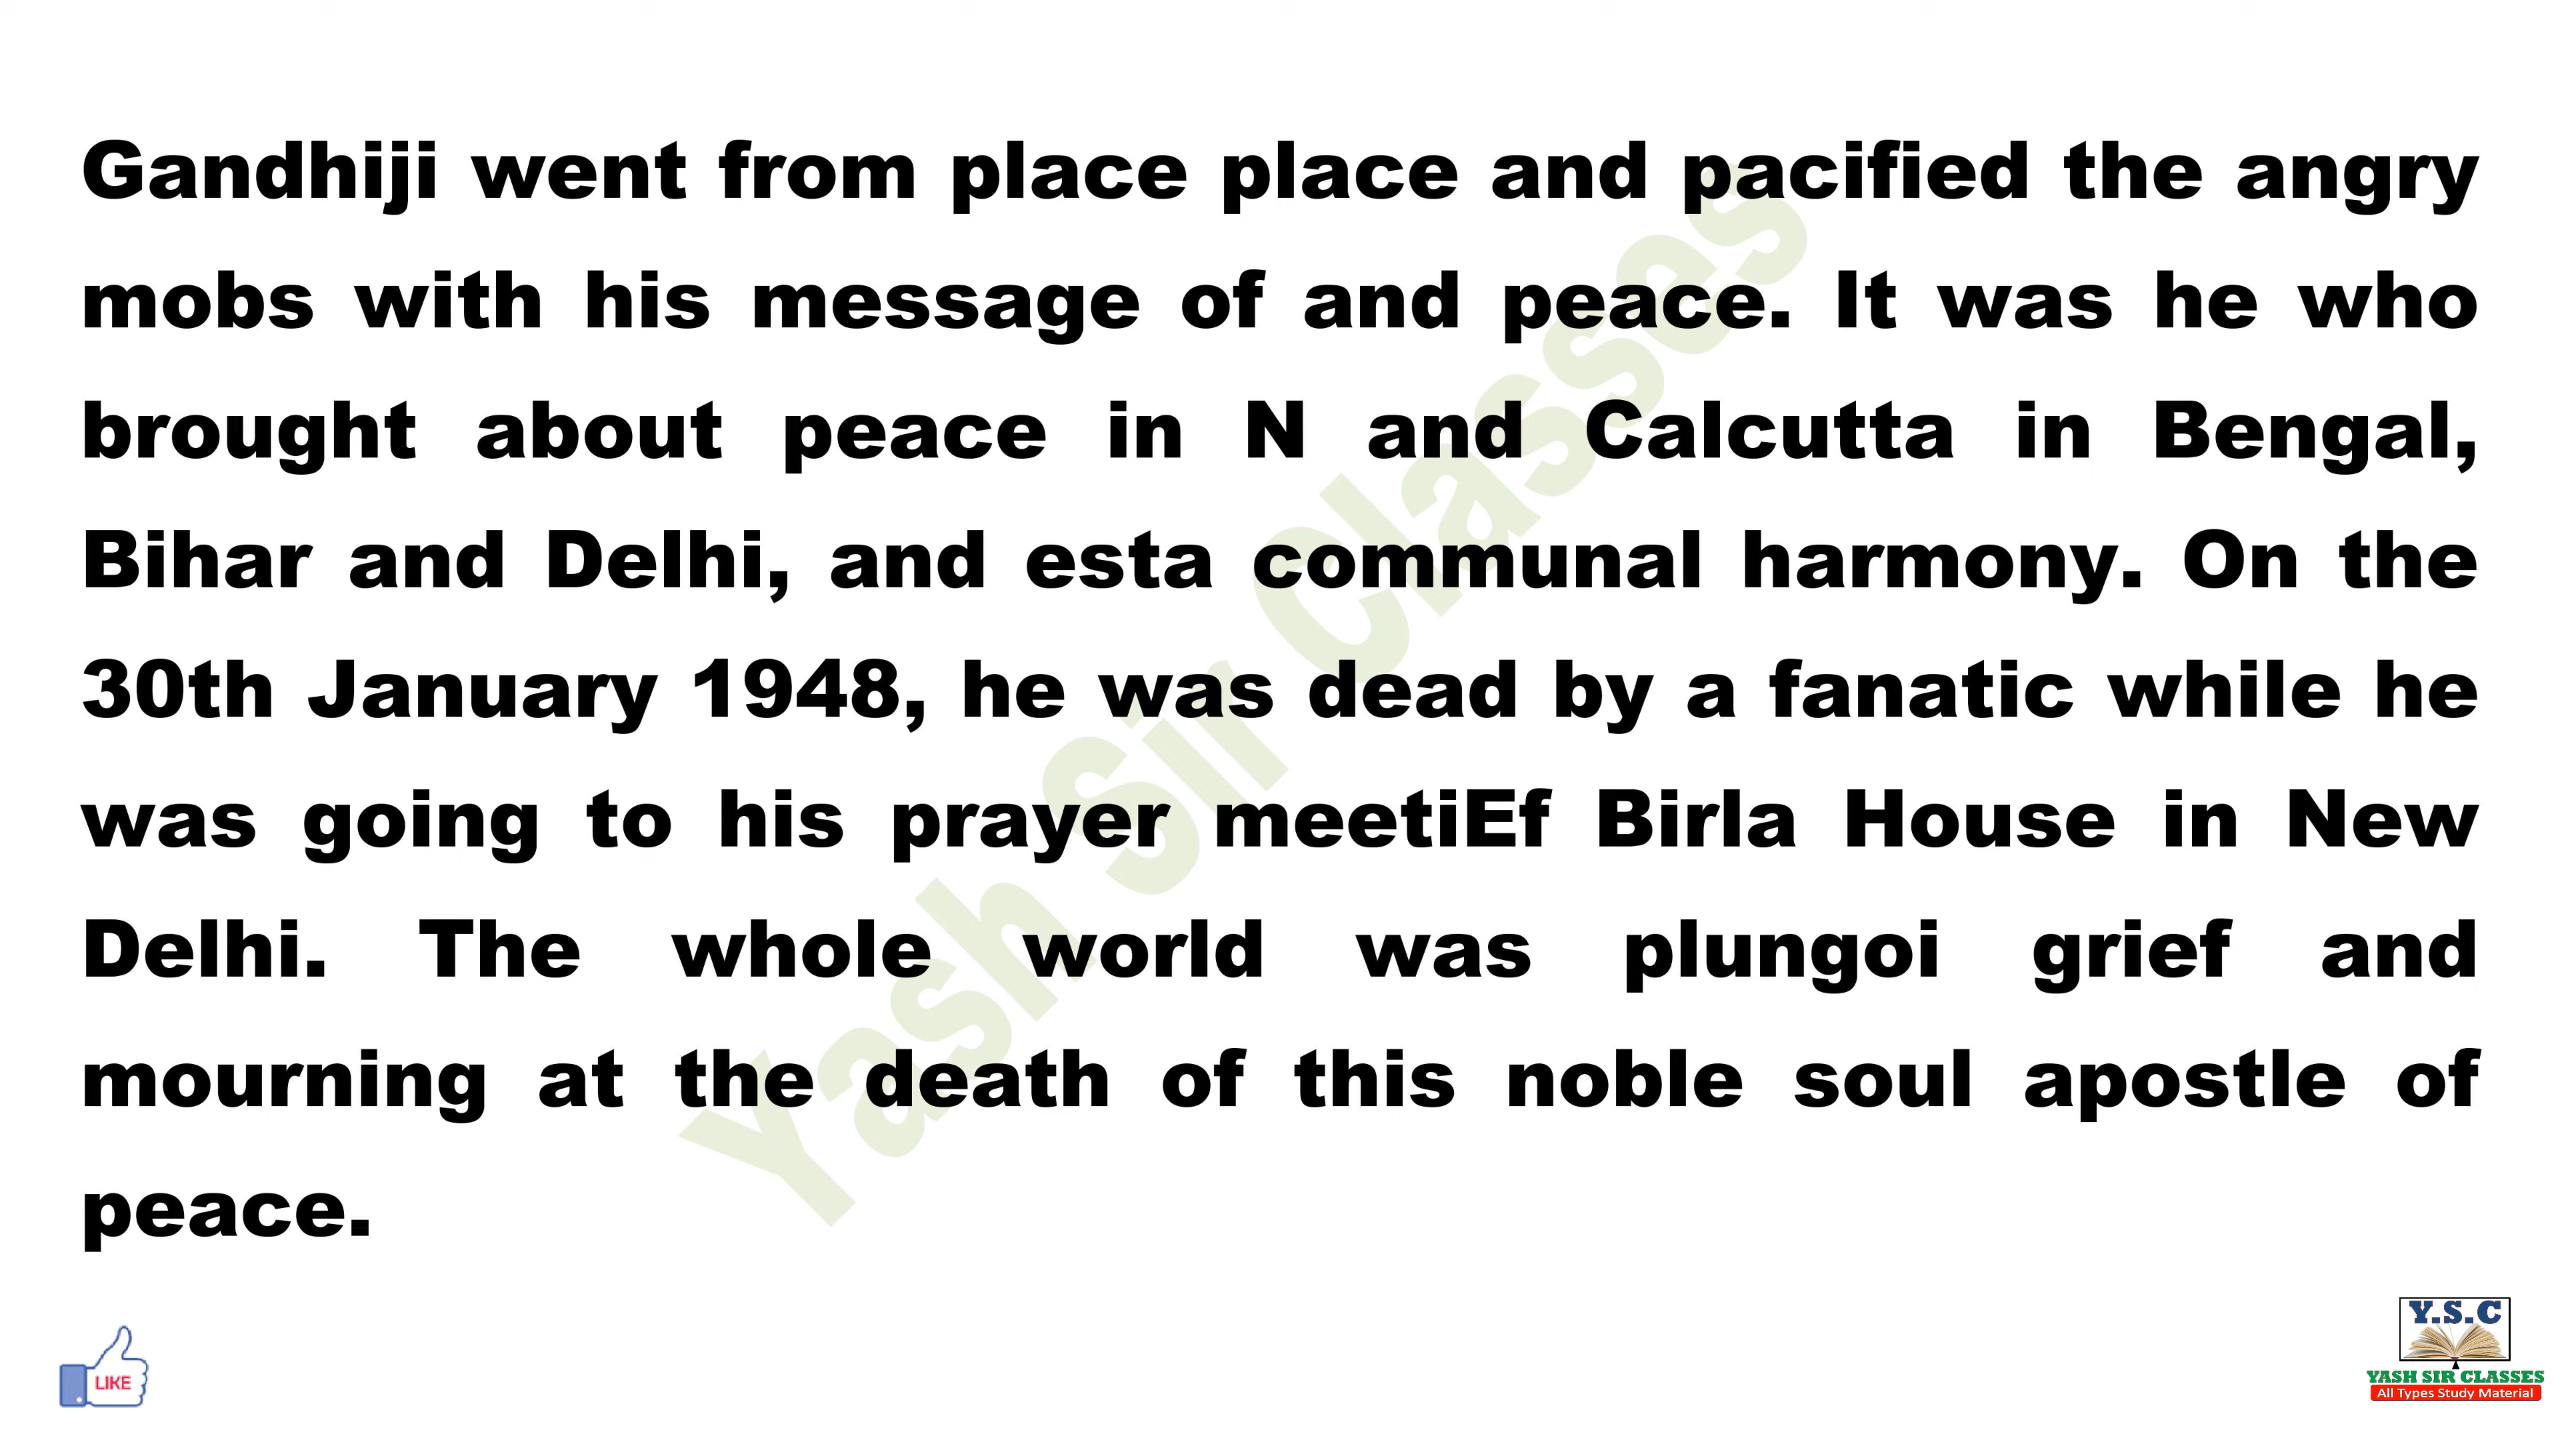 Gandhiji went from place place and pacified the angry
mobs with his message of and peace. It was he who
brought about peace in N and Calcutta in Bengal,
Bihar and Delhi, and esta communal harmony. On the
30th January 1948, he was dead by a fanatic while he
was going to his prayer meetiEf Birla House in New
Delhi. The whole world was plungoi grief and
mourning at the death of this noble soul apostle of
peace.
Yash Sir Classes
LIKE
Y.S.C
YASH SIR CLASSES
All Types Study Material